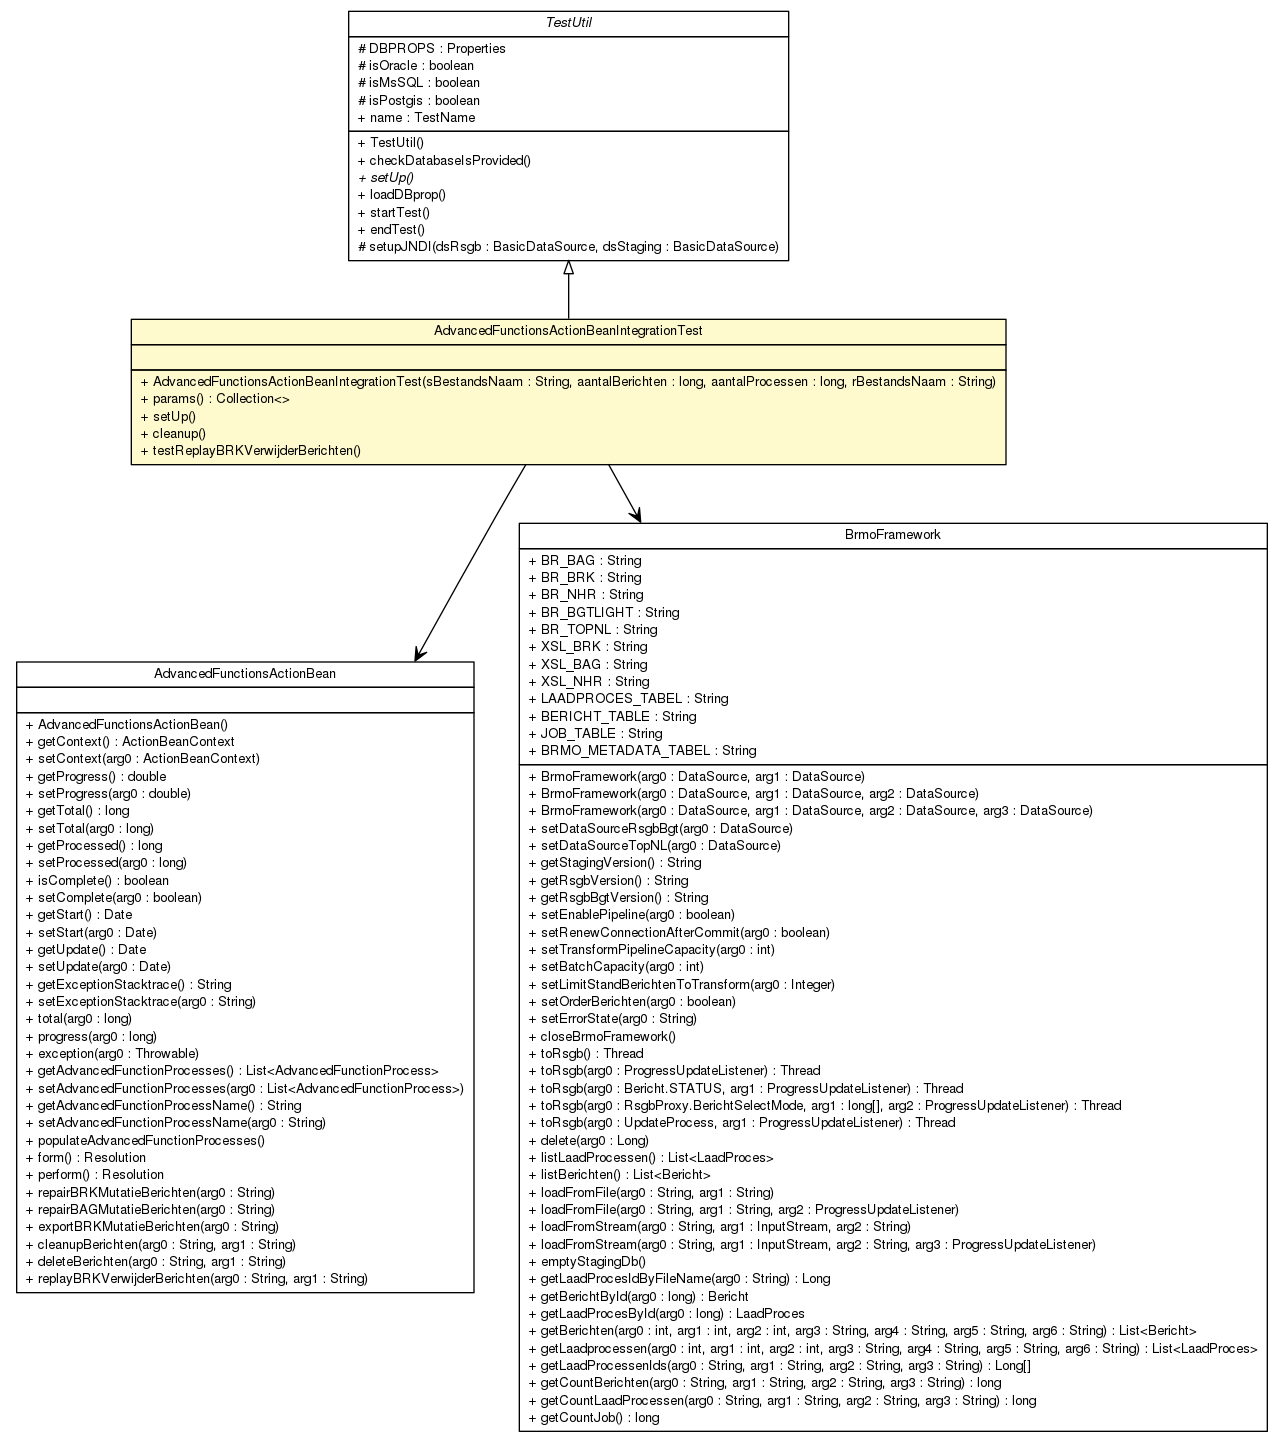 TestUtil
# DBPROPS : Properties
# isOracle : boolean
# isMsSQL : boolean
# isPostgis : boolean
+ name : TestName
+ TestUtil()
+ checkDatabaseIsProvided()
+ setUp()
+ loadDBprop()
+ startTest()
+ endTest()
# setupJNDI(dsRsgb : BasicDataSource, dsStaging : BasicDataSource)
AdvancedFunctionsActionBeanIntegrationTest
+ AdvancedFunctionsActionBeanIntegrationTest(sBestandsNaam : String, aantalBerichten : long, aantalProcessen : long, rBestandsNaam : String)
+ params() : Collection<>
+ setUp()
+ cleanup()
+ testReplayBRKVerwijderBerichten()
AdvancedFunctionsActionBean
+ AdvancedFunctionsActionBean()
+ getContext() : ActionBeanContext
+ setContext(arg0 : ActionBeanContext)
+ getProgress() : double
+ setProgress(arg0 : double)
+ getTotal() : long
+ setTotal(arg0 : long)
+ getProcessed() : long
+ setProcessed(arg0 : long)
+ isComplete() : boolean
+ setComplete(arg0 : boolean)
+ getStart() : Date
+ setStart(arg0 : Date)
+ getUpdate() : Date
+ setUpdate(arg0 : Date)
+ getExceptionStacktrace() : String
+ setExceptionStacktrace(arg0 : String)
+ total(arg0 : long)
+ progress(arg0 : long)
+ exception(arg0 : Throwable)
+ getAdvancedFunctionProcesses() : List<AdvancedFunctionProcess>
+ setAdvancedFunctionProcesses(arg0 : List<AdvancedFunctionProcess>)
+ getAdvancedFunctionProcessName() : String
+ setAdvancedFunctionProcessName(arg0 : String)
+ populateAdvancedFunctionProcesses()
+ form() : Resolution
+ perform() : Resolution
+ repairBRKMutatieBerichten(arg0 : String)
+ repairBAGMutatieBerichten(arg0 : String)
+ exportBRKMutatieBerichten(arg0 : String)
+ cleanupBerichten(arg0 : String, arg1 : String)
+ deleteBerichten(arg0 : String, arg1 : String)
+ replayBRKVerwijderBerichten(arg0 : String, arg1 : String)
BrmoFramework
+ BR_BAG : String
+ BR_BRK : String
+ BR_NHR : String
+ BR_BGTLIGHT : String
+ BR_TOPNL : String
+ XSL_BRK : String
+ XSL_BAG : String
+ XSL_NHR : String
+ LAADPROCES_TABEL : String
+ BERICHT_TABLE : String
+ JOB_TABLE : String
+ BRMO_METADATA_TABEL : String
+ BrmoFramework(arg0 : DataSource, arg1 : DataSource)
+ BrmoFramework(arg0 : DataSource, arg1 : DataSource, arg2 : DataSource)
+ BrmoFramework(arg0 : DataSource, arg1 : DataSource, arg2 : DataSource, arg3 : DataSource)
+ setDataSourceRsgbBgt(arg0 : DataSource)
+ setDataSourceTopNL(arg0 : DataSource)
+ getStagingVersion() : String
+ getRsgbVersion() : String
+ getRsgbBgtVersion() : String
+ setEnablePipeline(arg0 : boolean)
+ setRenewConnectionAfterCommit(arg0 : boolean)
+ setTransformPipelineCapacity(arg0 : int)
+ setBatchCapacity(arg0 : int)
+ setLimitStandBerichtenToTransform(arg0 : Integer)
+ setOrderBerichten(arg0 : boolean)
+ setErrorState(arg0 : String)
+ closeBrmoFramework()
+ toRsgb() : Thread
+ toRsgb(arg0 : ProgressUpdateListener) : Thread
+ toRsgb(arg0 : Bericht.STATUS, arg1 : ProgressUpdateListener) : Thread
+ toRsgb(arg0 : RsgbProxy.BerichtSelectMode, arg1 : long[], arg2 : ProgressUpdateListener) : Thread
+ toRsgb(arg0 : UpdateProcess, arg1 : ProgressUpdateListener) : Thread
+ delete(arg0 : Long)
+ listLaadProcessen() : List<LaadProces>
+ listBerichten() : List<Bericht>
+ loadFromFile(arg0 : String, arg1 : String)
+ loadFromFile(arg0 : String, arg1 : String, arg2 : ProgressUpdateListener)
+ loadFromStream(arg0 : String, arg1 : InputStream, arg2 : String)
+ loadFromStream(arg0 : String, arg1 : InputStream, arg2 : String, arg3 : ProgressUpdateListener)
+ emptyStagingDb()
+ getLaadProcesIdByFileName(arg0 : String) : Long
+ getBerichtById(arg0 : long) : Bericht
+ getLaadProcesById(arg0 : long) : LaadProces
+ getBerichten(arg0 : int, arg1 : int, arg2 : int, arg3 : String, arg4 : String, arg5 : String, arg6 : String) : List<Bericht>
+ getLaadprocessen(arg0 : int, arg1 : int, arg2 : int, arg3 : String, arg4 : String, arg5 : String, arg6 : String) : List<LaadProces>
+ getLaadProcessenIds(arg0 : String, arg1 : String, arg2 : String, arg3 : String) : Long[]
+ getCountBerichten(arg0 : String, arg1 : String, arg2 : String, arg3 : String) : long
+ getCountLaadProcessen(arg0 : String, arg1 : String, arg2 : String, arg3 : String) : long
+ getCountJob() : long